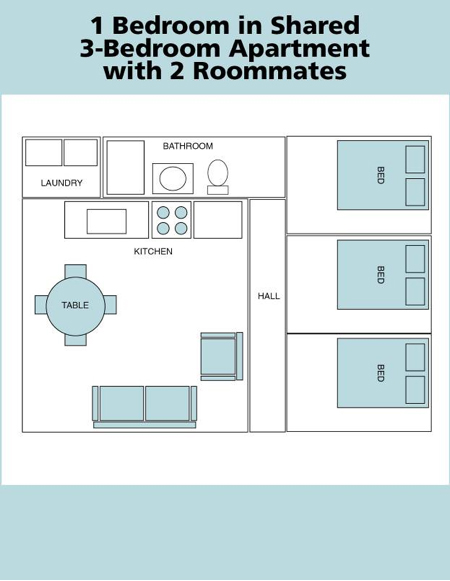 1 Bedroom in Shared
3-Bedroom Apartment
with 2 Roommates
BATHROOM
LAUNDRY
BED
KITCHEN
BED
HALL
TABLE
BED